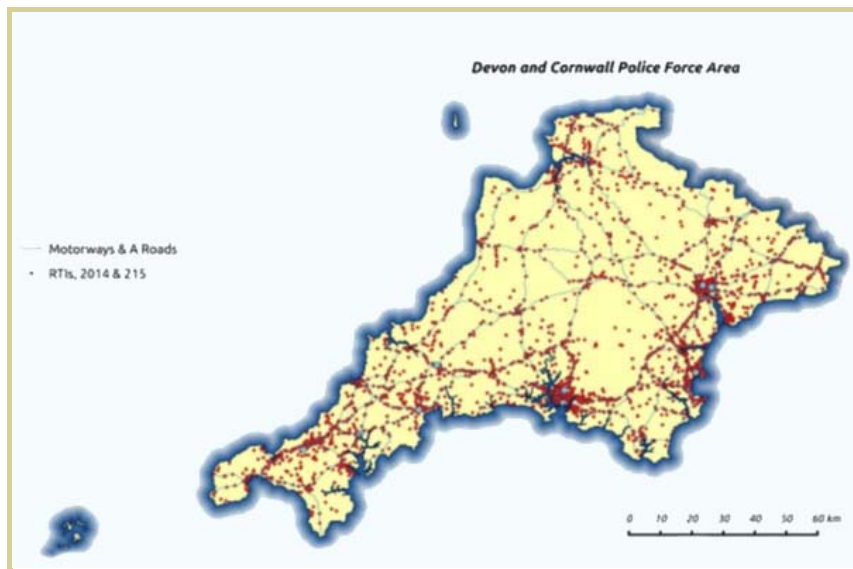 Devon and Cornwall Police Force Area
Motorways & A Roads
RTIs, 2014 & 215
0 10 20 30 40 50 60 km